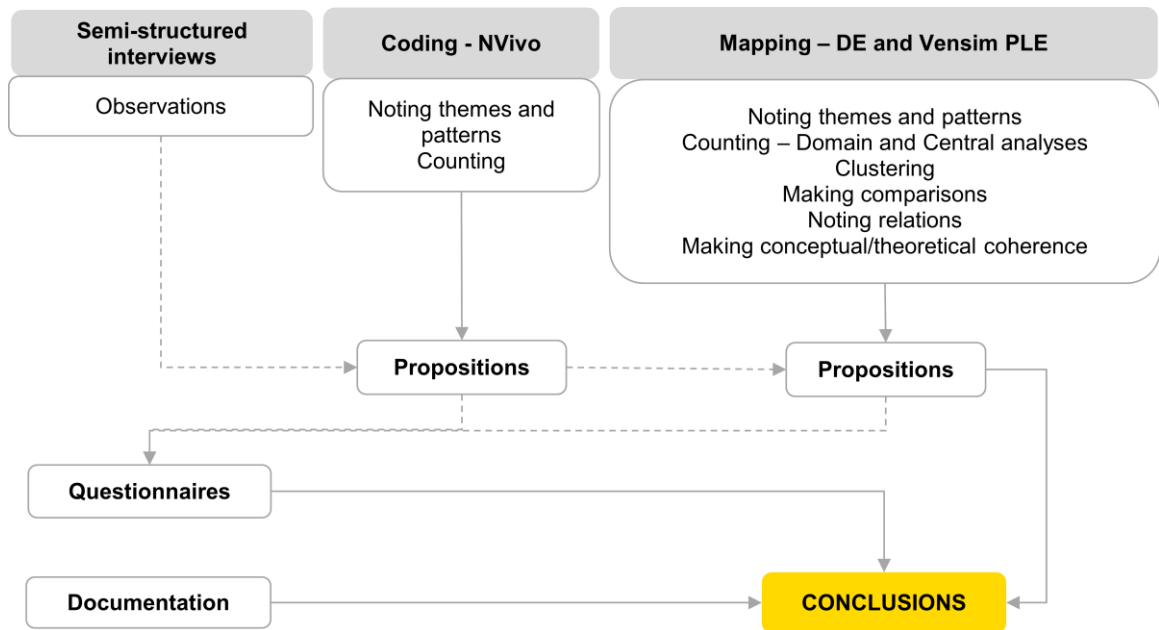 Semi-structured
interviews
Observations
Coding - NVivo
Noting themes and
patterns
Counting
Mapping – DE and Vensim PLE
Noting themes and patterns
Counting – Domain and Central analyses
Clustering
Making comparisons
Noting relations
Making conceptual/theoretical coherence
Propositions
Propositions
Questionnaires
Documentation
CONCLUSIONS